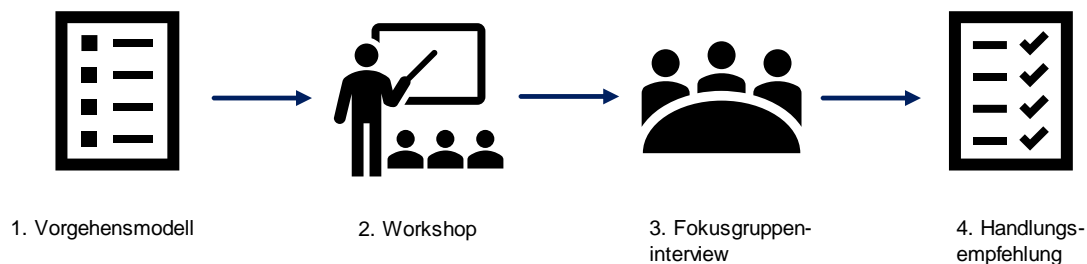 1. Vorgehensmodell
2. Workshop
3. Fokusgruppen-
interview
4. Handlungs-
empfehlung